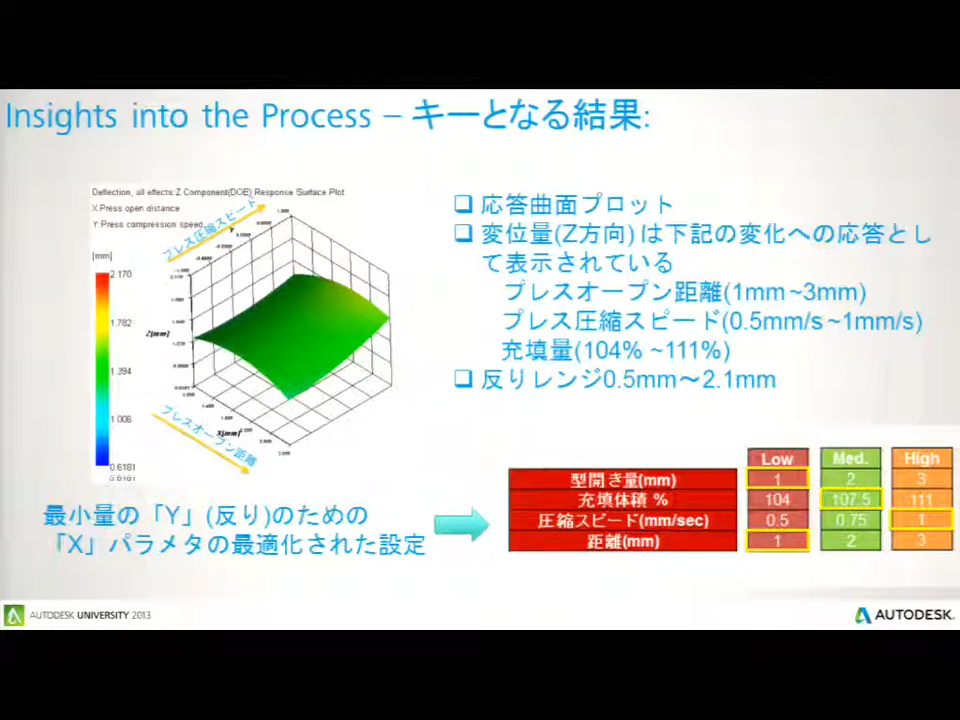 Insights into the Process – キーとなる結果:
Deflection, all effects:Z Component(DOE):Response Surface Plot
X:Press open distance
Y:Press compression speed
プレス圧縮スピード
[mm]
2.170
1.782
1.394
1.006
0.6181
Z[mm]
X[mm]
プレスオープン距離
❑ 応答曲面プロット
❑ 変位量(Z方向) は下記の変化への応答とし
て表示されている
プレスオープン距離(1mm ~3mm)
プレス圧縮スピード(0.5mm/s ~1mm/s)
充填量(104% ~111%)
❑ 反りレンジ0.5mm～2.1mm
最小量の「Y」(反り)のための
「X」パラメタの最適化された設定
Low Med. High
型開き量(mm) 1 2 3
充填体積 % 104 107.5 111
圧縮スピード(mm/sec) 0.5 0.75 1
距離(mm) 1 2 3
AUTODESK UNIVERSITY 2013
AUTODESK.